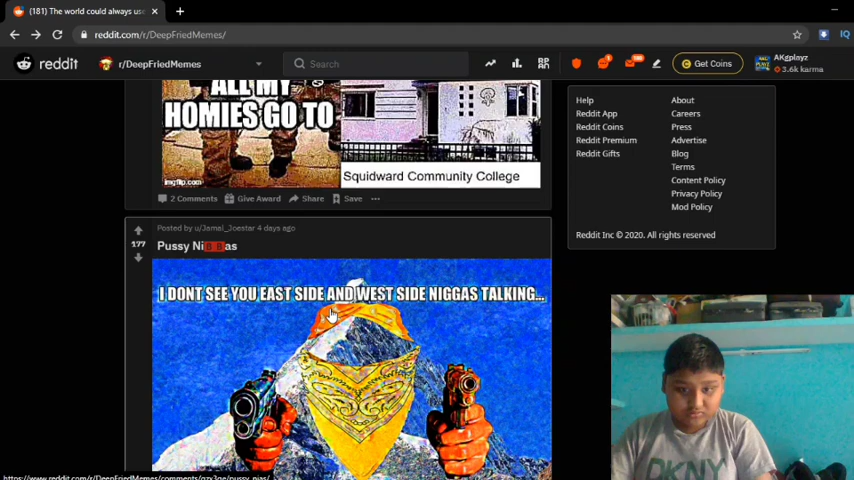 (181) The world could always use
reddit.com/r/DeepFriedMemes/
IQ
reddit
r/DeepFriedMemes
Search
Get Coins
AKgplnyz
3.6k karma
ALL MY
HOMIES GO TO
imgflip.com
Squidward Community College
2 Comments
Give Award
Share
Save
Help
About
Reddit App
Careers
Reddit Coins
Press
Reddit Premium
Advertise
Reddit Gifts
Blog
Terms
Content Policy
Privacy Policy
Mod Policy
Reddit Inc © 2020. All rights reserved
Posted by u/Jamal_Joestar 4 days ago
177
Pussy Ni🅱🅱as
I DONT SEE YOU EAST SIDE AND WEST SIDE NIGGAS TALKING...
DKNY